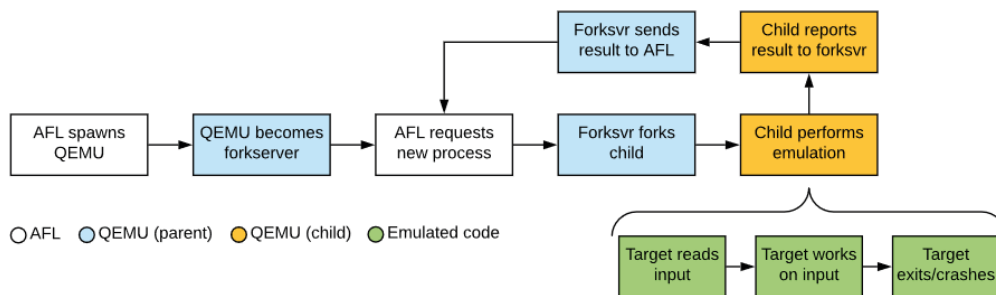 Forksvr sends
result to AFL
Child reports
result to forksvr
AFL spawns
QEMU
QEMU becomes
forkserver
AFL requests
new process
Forksvr forks
child
Child performs
emulation
AFL
QEMU (parent)
QEMU (child)
Emulated code
Target reads
input
Target works
on input
Target
exits/crashes